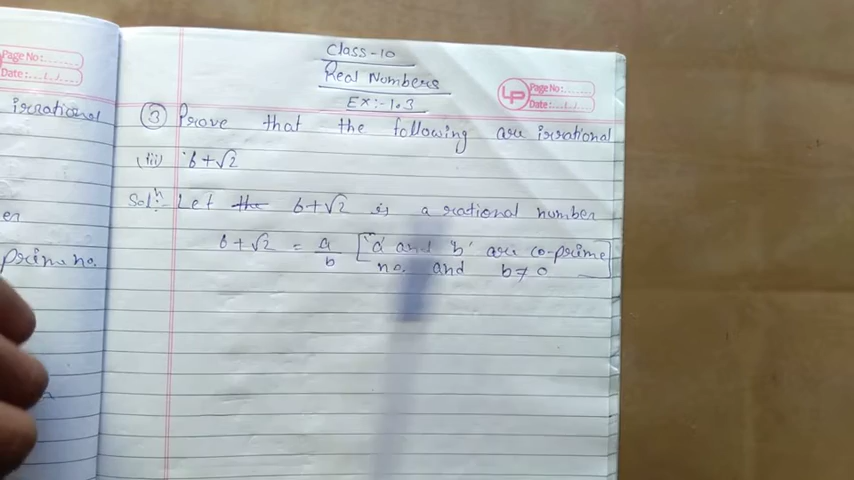 Page No:......
Date:..../..../....
irrational
er
prime no.
Class-10
Real Numbers
Ex:-1.3
LP
Page No:......
Date:..../..../....
③ Prove that the following are irrational
(iii) 6+√2
Solⁿ:- Let the 6+√2 is a rational number
6+√2 = a/b ['a' and 'b' are co-prime
no. and b≠0]